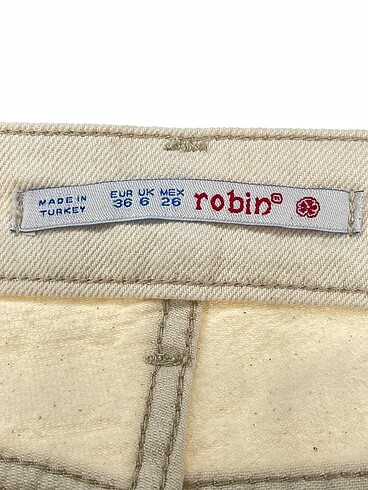 MADE IN
TURKEY
EUR UK MEX
36 6 26
robin®